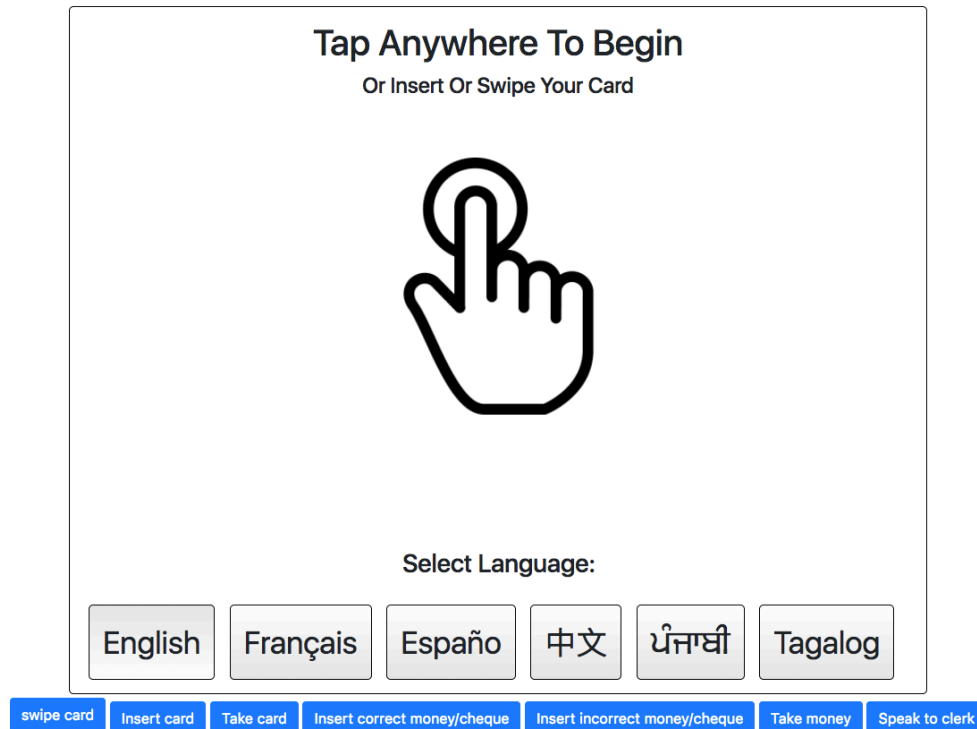 Tap Anywhere To Begin
Or Insert Or Swipe Your Card
Select Language:
English Français Españo 中文 ਪੰਜਾਬੀ Tagalog
swipe card Insert card Take card Insert correct money/cheque Insert incorrect money/cheque Take money Speak to clerk